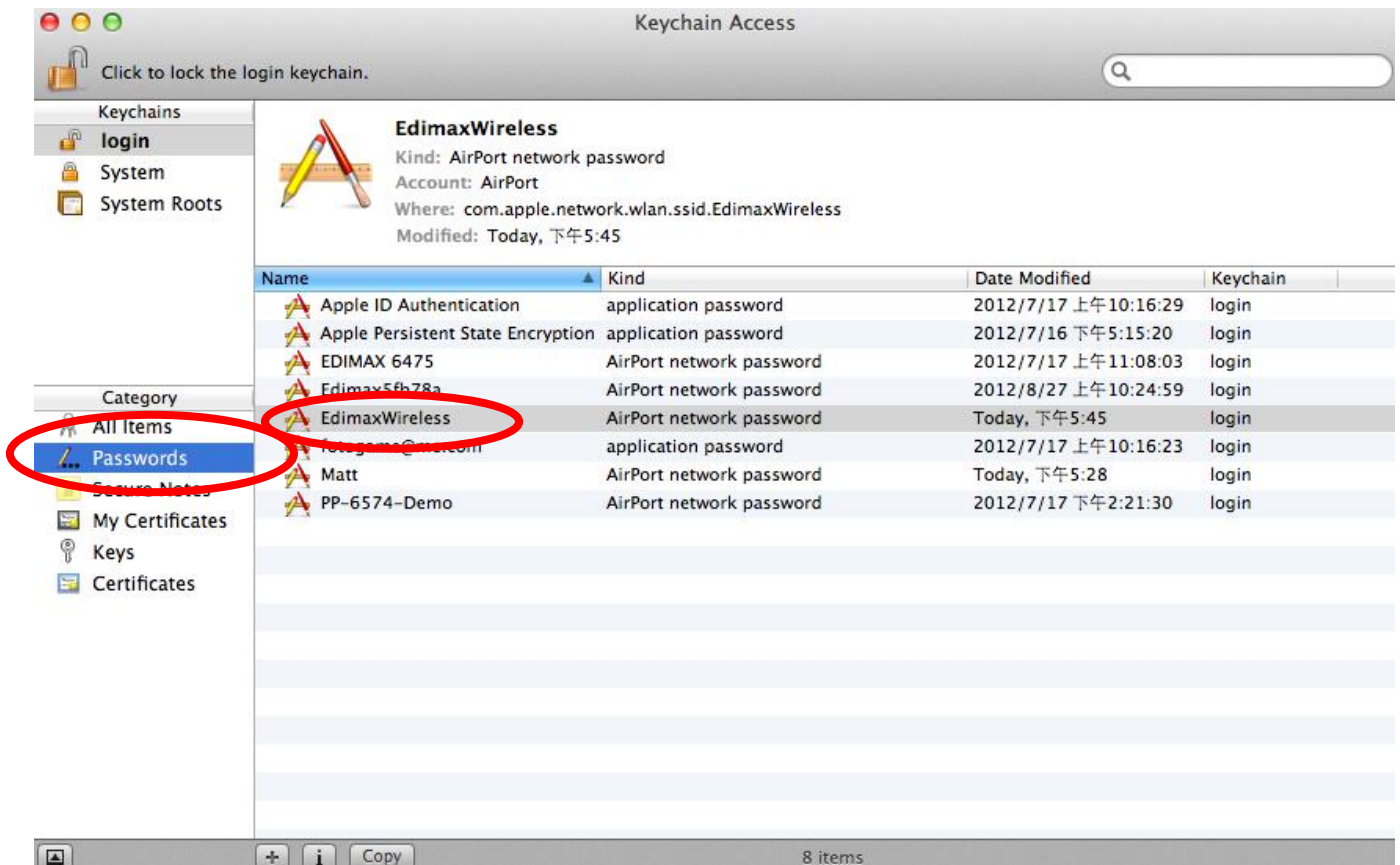 Keychain Access
Click to lock the login keychain.
Keychains
login
System
System Roots
EdimaxWireless
Kind: AirPort network password
Account: AirPort
Where: com.apple.network.wlan.ssid.EdimaxWireless
Modified: Today, 下午5:45
Name Kind Date Modified Keychain
Apple ID Authentication application password 2012/7/17 上午10:16:29 login
Apple Persistent State Encryption application password 2012/7/16 下午5:15:20 login
EDIMAX 6475 AirPort network password 2012/7/17 上午11:08:03 login
Edimax5fb78a AirPort network password 2012/8/27 上午10:24:59 login
EdimaxWireless AirPort network password Today, 下午5:45 login
application password 2012/7/17 上午10:16:23 login
Matt AirPort network password Today, 下午5:28 login
PP-6574-Demo AirPort network password 2012/7/17 下午2:21:30 login
Category
All Items
Passwords
Secure Notes
My Certificates
Keys
Certificates
+ i Copy 8 items